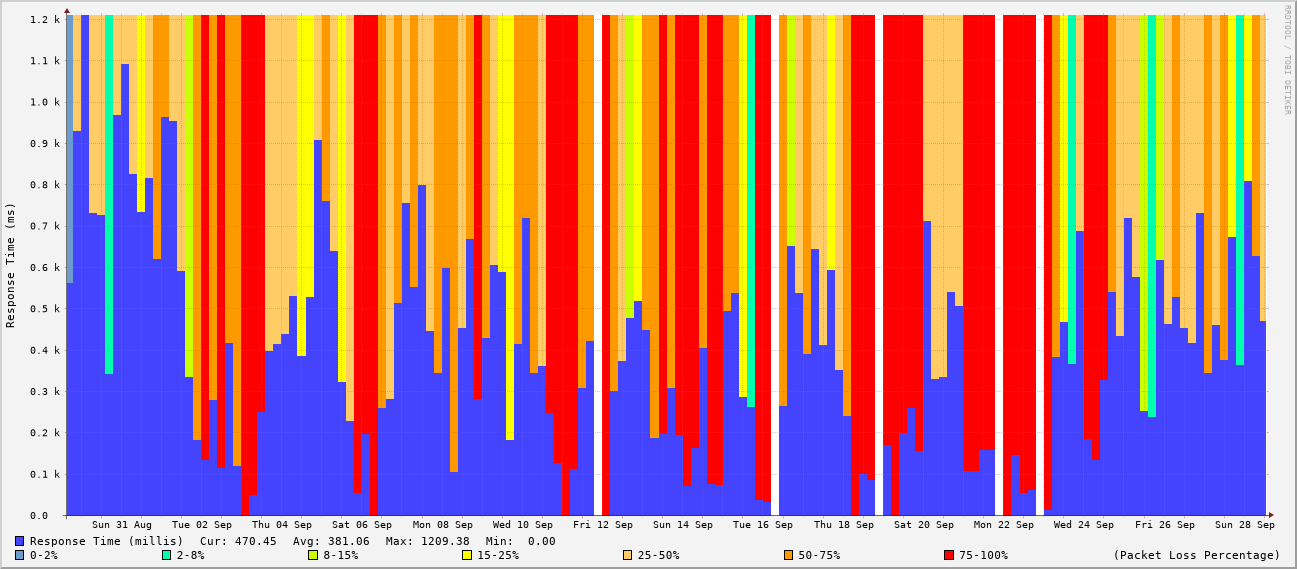 1.2 k
1.1 k
1.0 k
0.9 k
0.8 k
0.7 k
0.6 k
0.5 k
0.4 k
0.3 k
0.2 k
0.1 k
0.0
Response Time (ms)
RRDTOOL / TOBI OETIKER
Sun 31 Aug Tue 02 Sep Thu 04 Sep Sat 06 Sep Mon 08 Sep Wed 10 Sep Fri 12 Sep Sun 14 Sep Tue 16 Sep Thu 18 Sep Sat 20 Sep Mon 22 Sep Wed 24 Sep Fri 26 Sep Sun 28 Sep
Response Time (millis) Cur: 470.45 Avg: 381.06 Max: 1209.38 Min: 0.00
0-2% 2-8% 8-15% 15-25% 25-50% 50-75% 75-100% (Packet Loss Percentage)